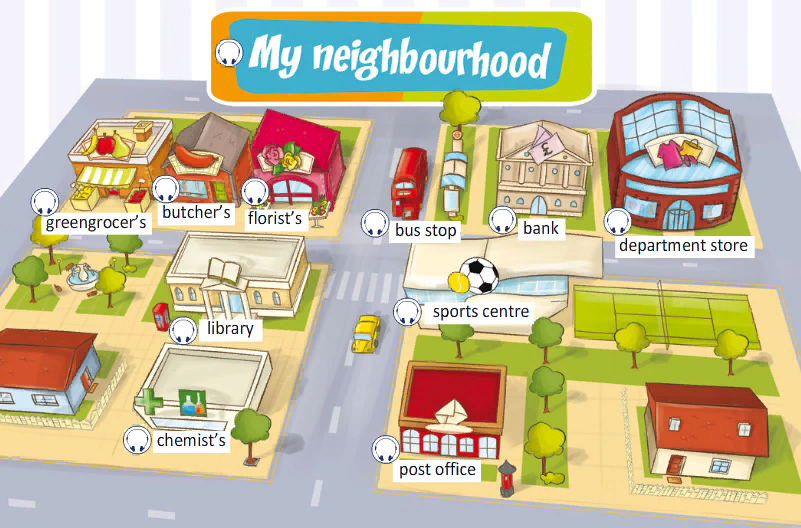 My neighbourhood
greengrocer's
butcher's
florist's
bus stop
bank
£
department store
library
sports centre
chemist's
post office